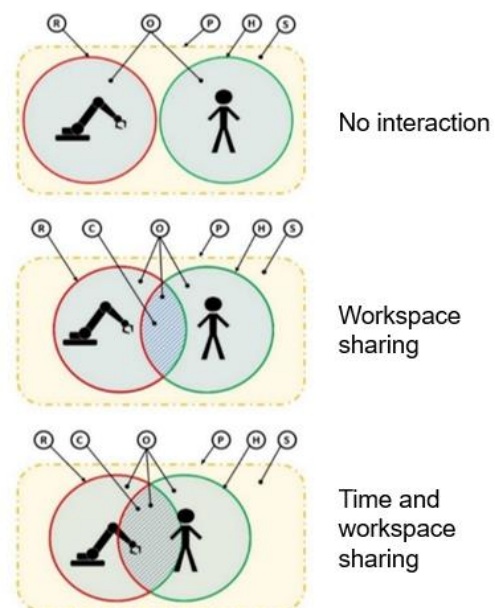 R O P H S
No interaction
R C O P H S
Workspace
sharing
R C O P H S
Time and
workspace
sharing